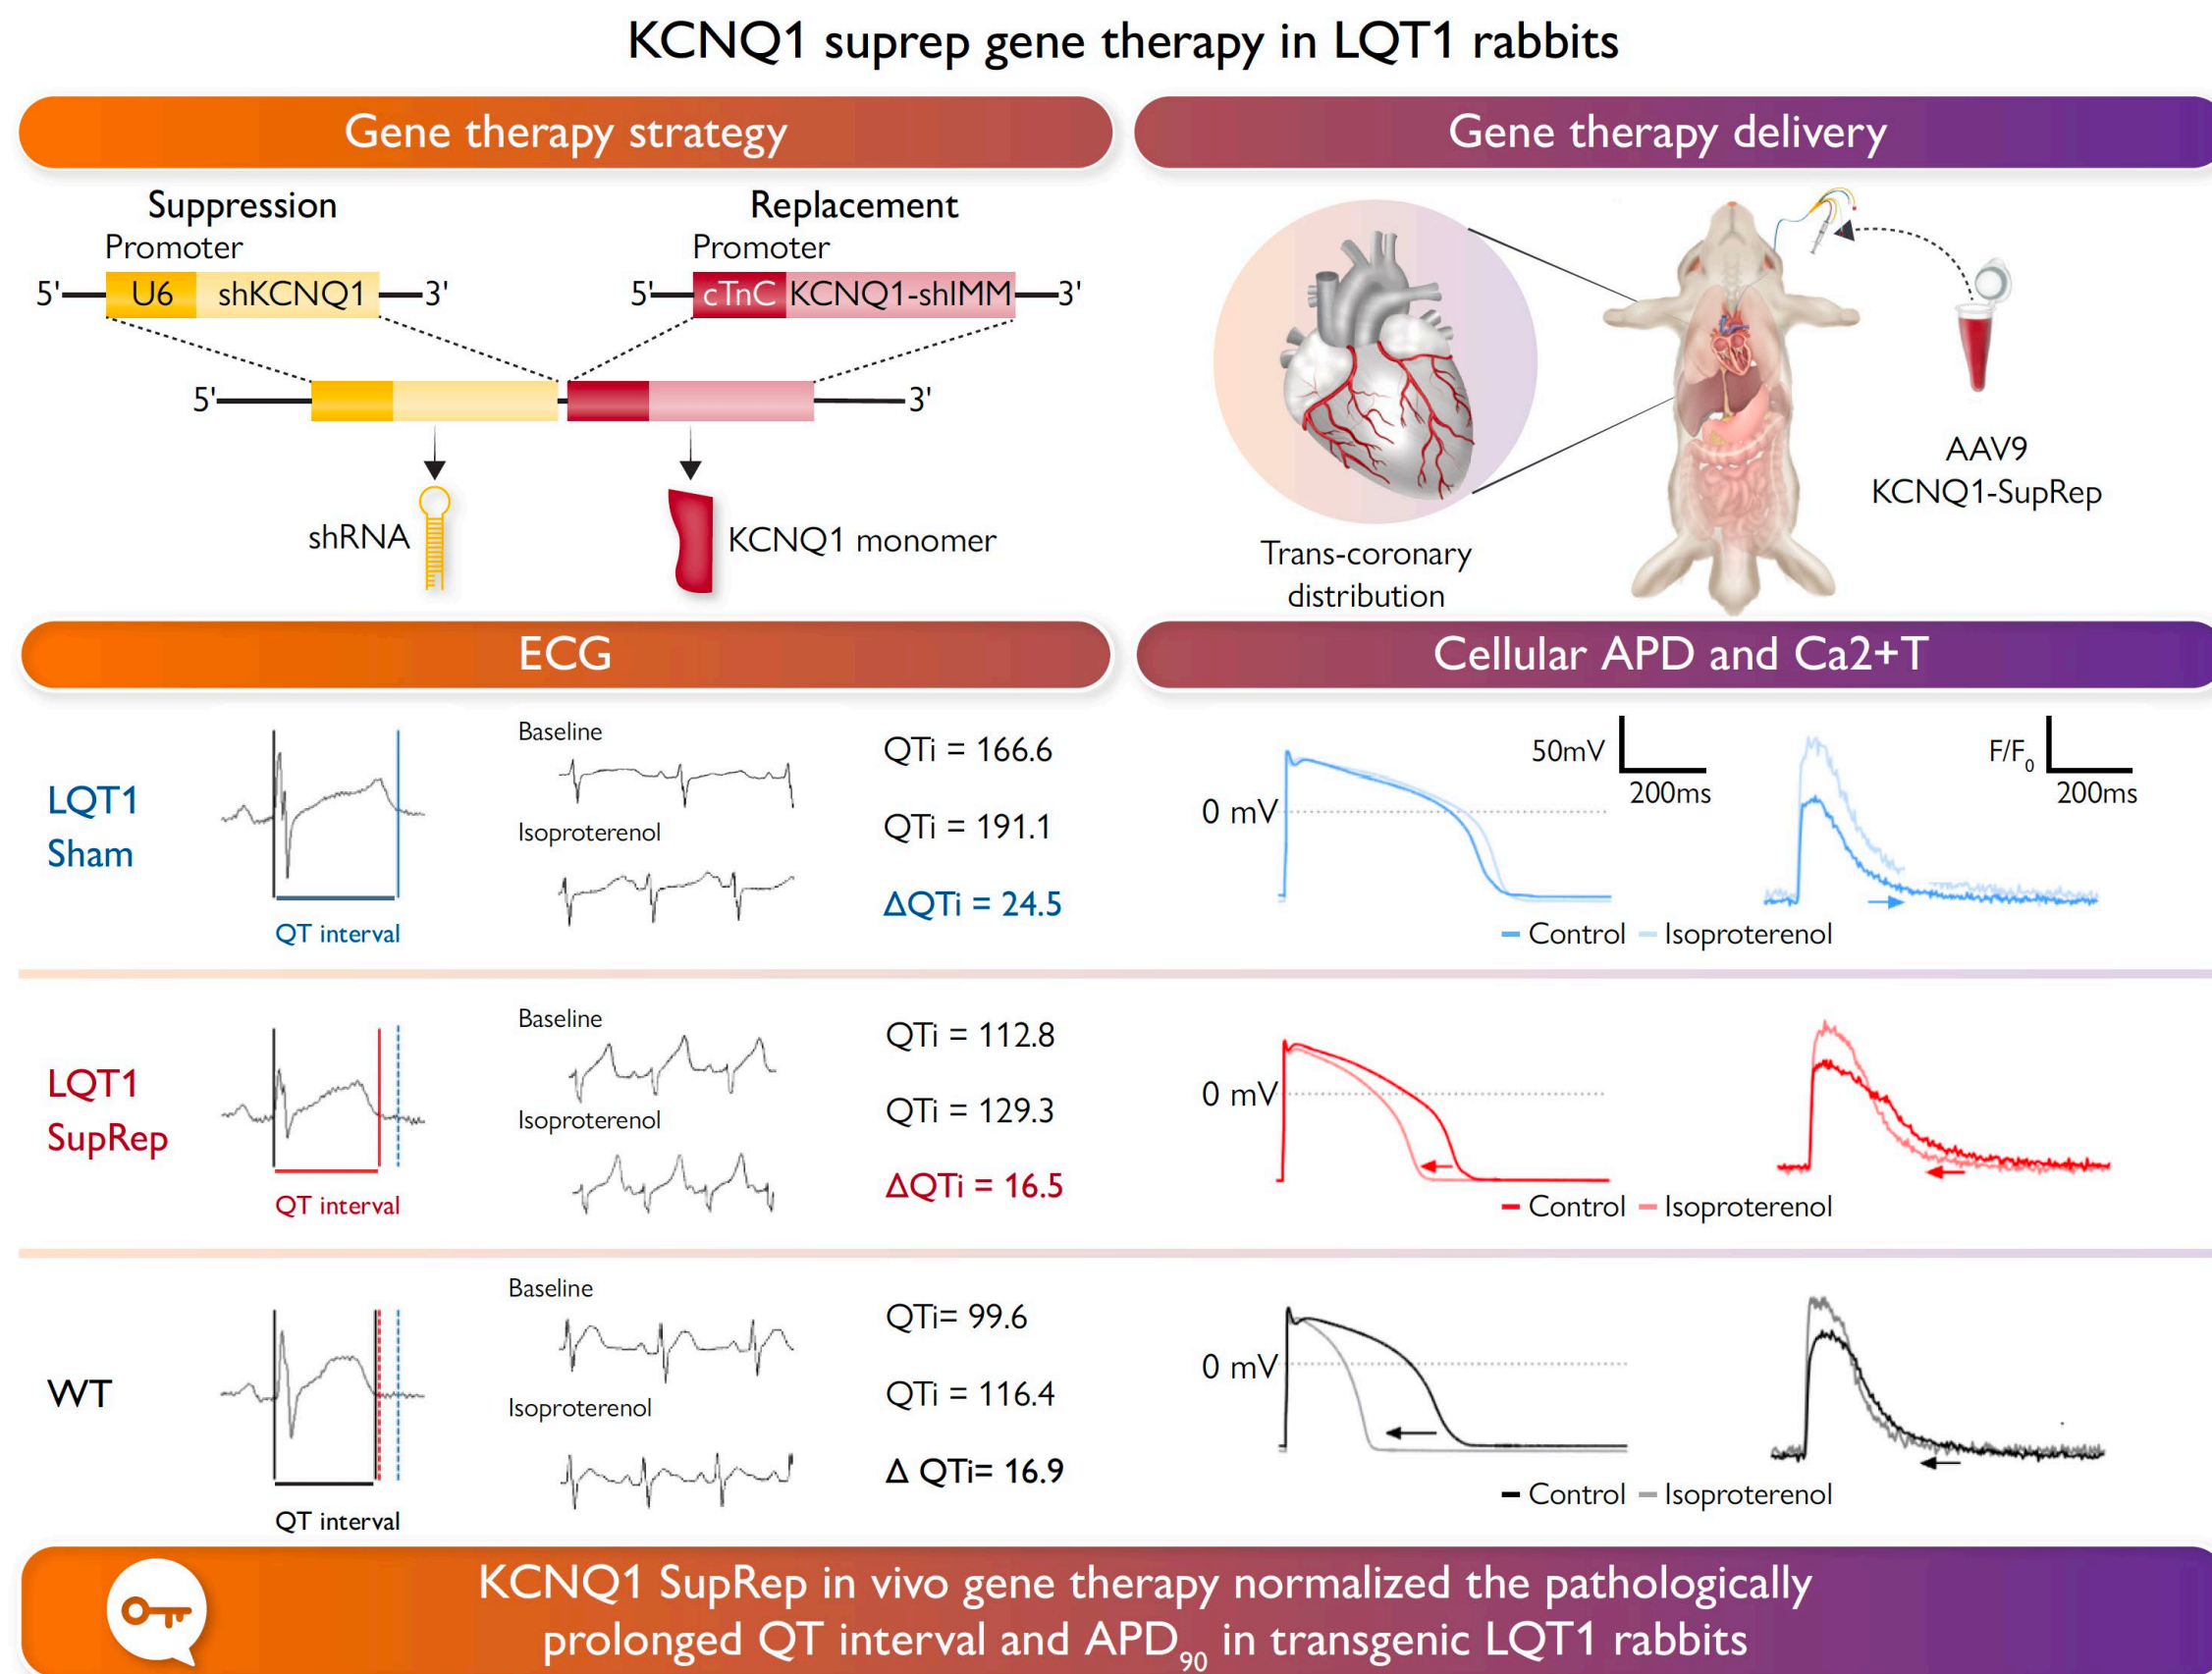 KCNQ1 suprep gene therapy in LQT1 rabbits
Gene therapy strategy
Suppression
Replacement
Promoter
Promoter
5' U6 shKCNQ1 3'
5' cTnC KCNQ1-shIMM 3'
5' 3'
shRNA
KCNQ1 monomer
Gene therapy delivery
Trans-coronary
distribution
AAV9
KCNQ1-SupRep
ECG
Cellular APD and Ca2+T
LQT1
Sham
QT interval
Baseline
Isoproterenol
QTi = 166.6
QTi = 191.1
ΔQTi = 24.5
0 mV
50mV
200ms
F/F0
200ms
Control Isoproterenol
LQT1
SupRep
QT interval
Baseline
Isoproterenol
QTi = 112.8
QTi = 129.3
ΔQTi = 16.5
0 mV
Control Isoproterenol
WT
QT interval
Baseline
Isoproterenol
QTi= 99.6
QTi = 116.4
Δ QTi= 16.9
0 mV
Control Isoproterenol
KCNQ1 SupRep in vivo gene therapy normalized the pathologically
prolonged QT interval and APD90 in transgenic LQT1 rabbits